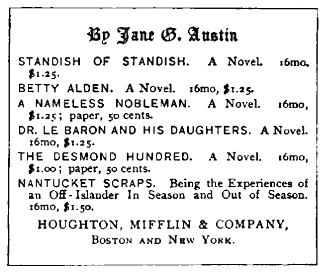 By Jane G. Austin
STANDISH OF STANDISH. A Novel. 16mo,
$1.25.
BETTY ALDEN. A Novel. 16mo, $1.25.
A NAMELESS NOBLEMAN. A Novel. 16mo,
$1.25; paper, 50 cents.
DR. LE BARON AND HIS DAUGHTERS. A Novel.
16mo, $1.25.
THE DESMOND HUNDRED. A Novel. 16mo,
$1.00; paper, 50 cents.
NANTUCKET SCRAPS. Being the Experiences of
an Off-Islander In Season and Out of Season.
16mo, $1.50.
HOUGHTON, MIFFLIN & COMPANY,
BOSTON AND NEW YORK.